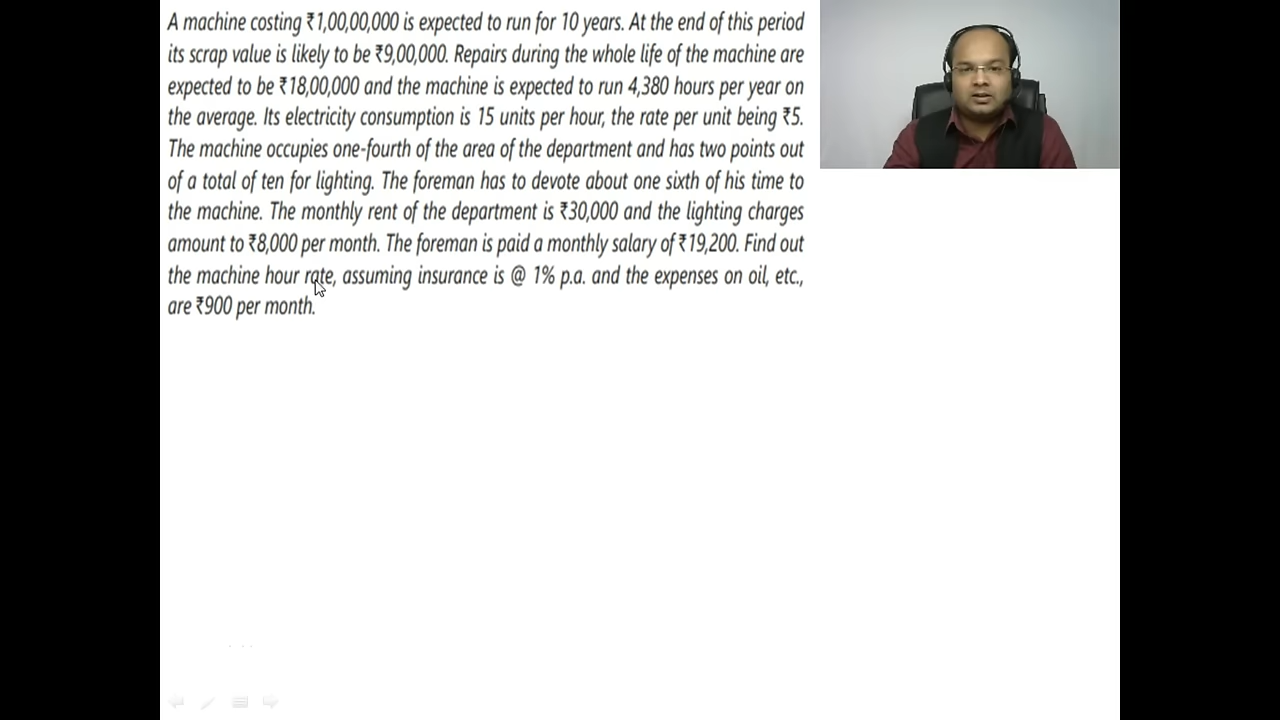 A machine costing ₹1,00,00,000 is expected to run for 10 years. At the end of this period
its scrap value is likely to be ₹9,00,000. Repairs during the whole life of the machine are
expected to be ₹18,00,000 and the machine is expected to run 4,380 hours per year on
the average. Its electricity consumption is 15 units per hour, the rate per unit being ₹5.
The machine occupies one-fourth of the area of the department and has two points out
of a total of ten for lighting. The foreman has to devote about one sixth of his time to
the machine. The monthly rent of the department is ₹30,000 and the lighting charges
amount to ₹8,000 per month. The foreman is paid a monthly salary of ₹19,200. Find out
the machine hour rate, assuming insurance is @ 1% p.a. and the expenses on oil, etc.,
are ₹900 per month.